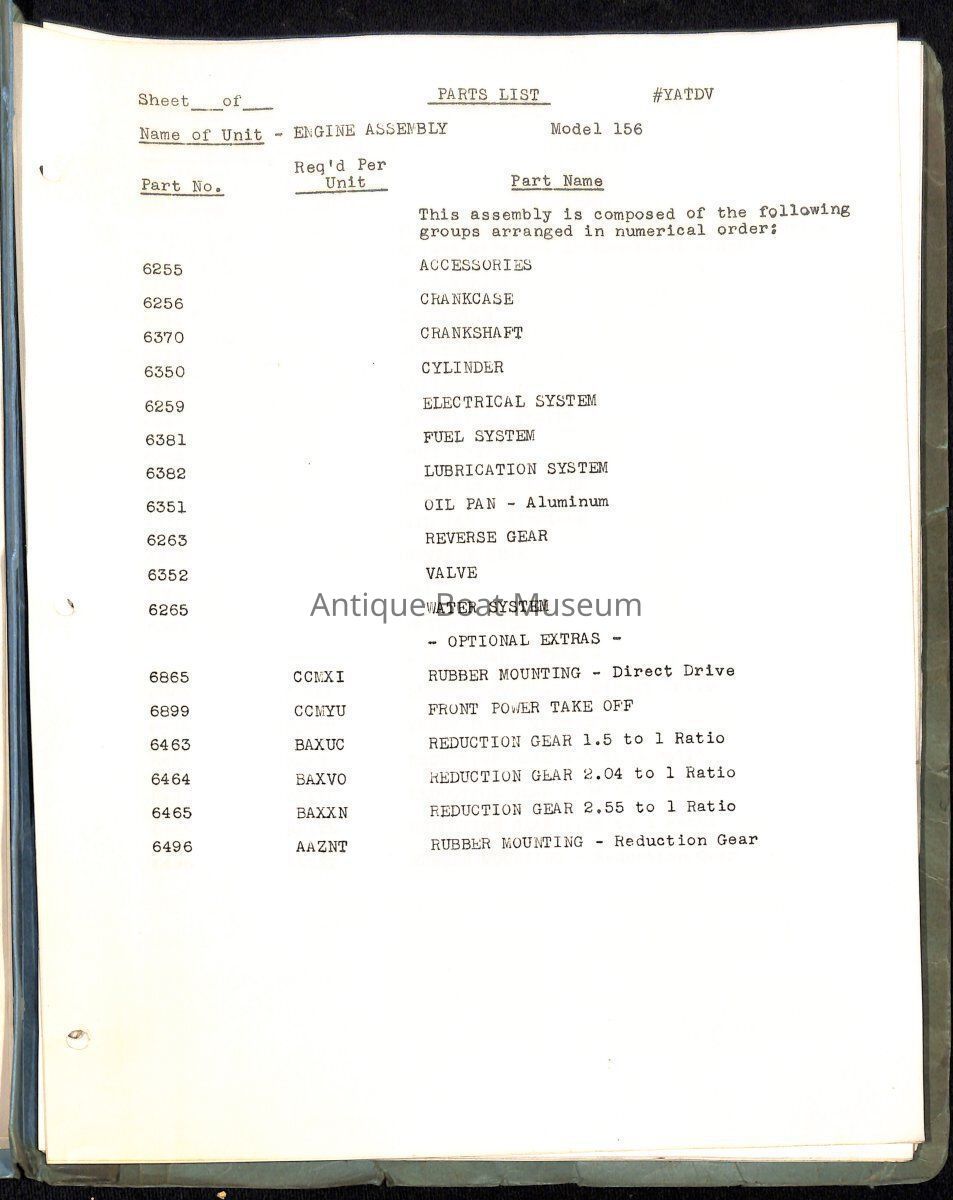 Sheet___of___ PARTS LIST #YATDV
Name of Unit - ENGINE ASSEMBLY Model 156
Req'd Per
Part No. Unit Part Name
This assembly is composed of the following
groups arranged in numerical order:
6255 ACCESSORIES
6256 CRANKCASE
6370 CRANKSHAFT
6350 CYLINDER
6259 ELECTRICAL SYSTEM
6381 FUEL SYSTEM
6382 LUBRICATION SYSTEM
6351 OIL PAN - Aluminum
6263 REVERSE GEAR
6352 VALVE
6265 WATER SYSTEM
Antique Boat Museum
- OPTIONAL EXTRAS -
6865 CCMXI RUBBER MOUNTING - Direct Drive
6899 CCMYU FRONT POWER TAKE OFF
6463 BAXUC REDUCTION GEAR 1.5 to 1 Ratio
6464 BAXVO REDUCTION GEAR 2.04 to 1 Ratio
6465 BAXXN REDUCTION GEAR 2.55 to 1 Ratio
6496 AAZNT RUBBER MOUNTING - Reduction Gear